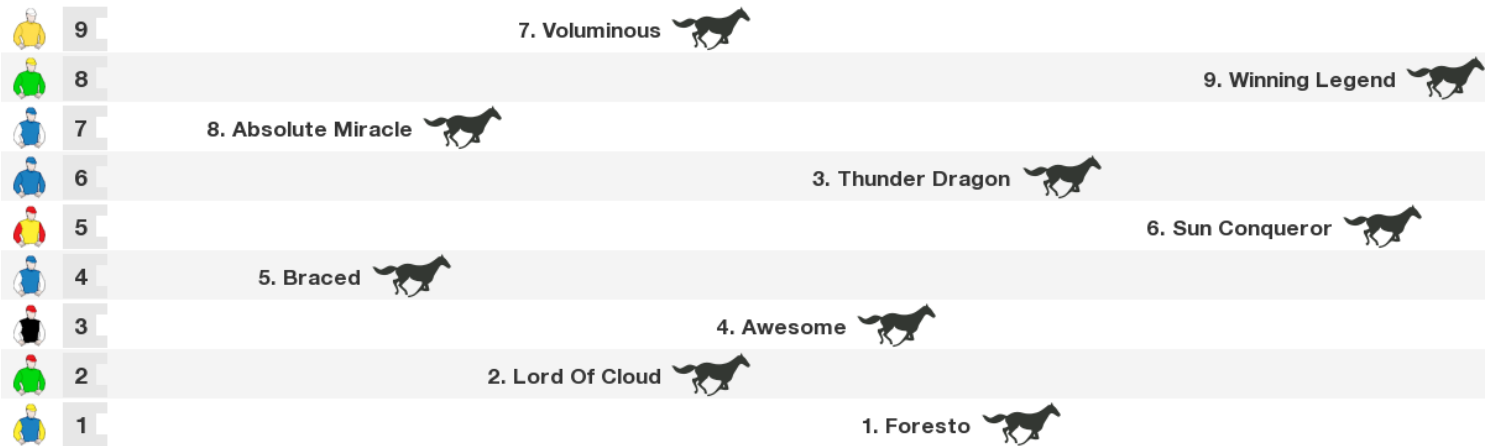 9 7. Voluminous
8 9. Winning Legend
7 8. Absolute Miracle
6 3. Thunder Dragon
5 6. Sun Conqueror
4 5. Braced
3 4. Awesome
2 2. Lord Of Cloud
1 1. Foresto